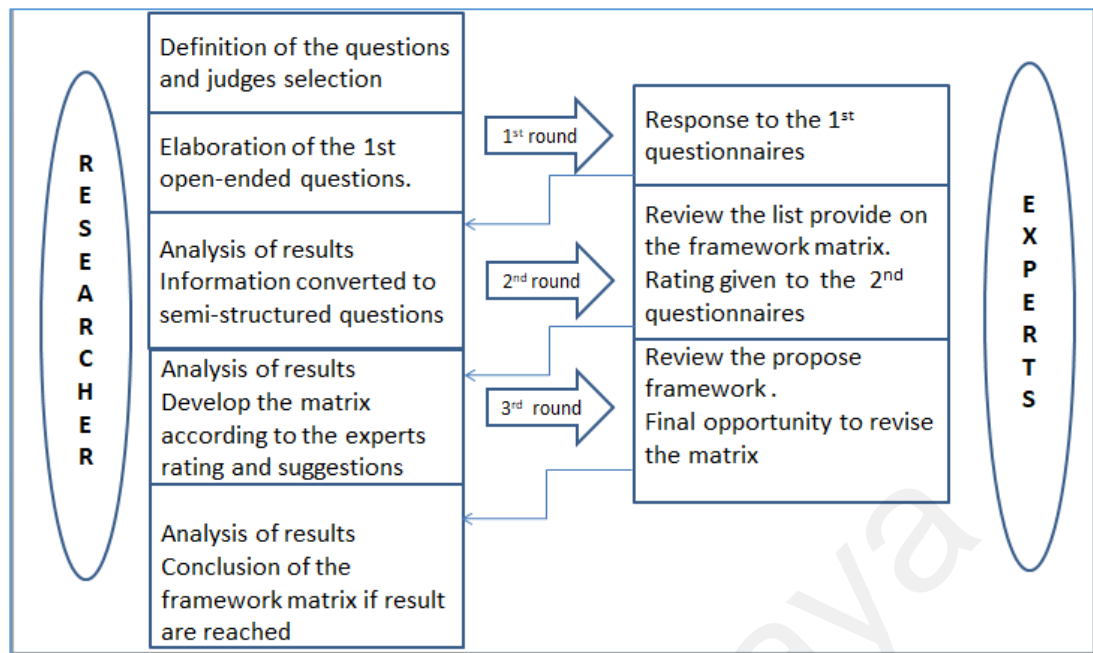 RESEARCHER
Definition of the questions
and judges selection
Elaboration of the 1st
open-ended questions.
Analysis of results
Information converted to
semi-structured questions
Analysis of results
Develop the matrix
according to the experts
rating and suggestions
Analysis of results
Conclusion of the
framework matrix if result
are reached
1st round
2nd round
3rd round
Response to the 1st
questionnaires
Review the list provide on
the framework matrix.
Rating given to the 2nd
questionnaires
Review the propose
framework .
Final opportunity to revise
the matrix
EXPERTS
aya